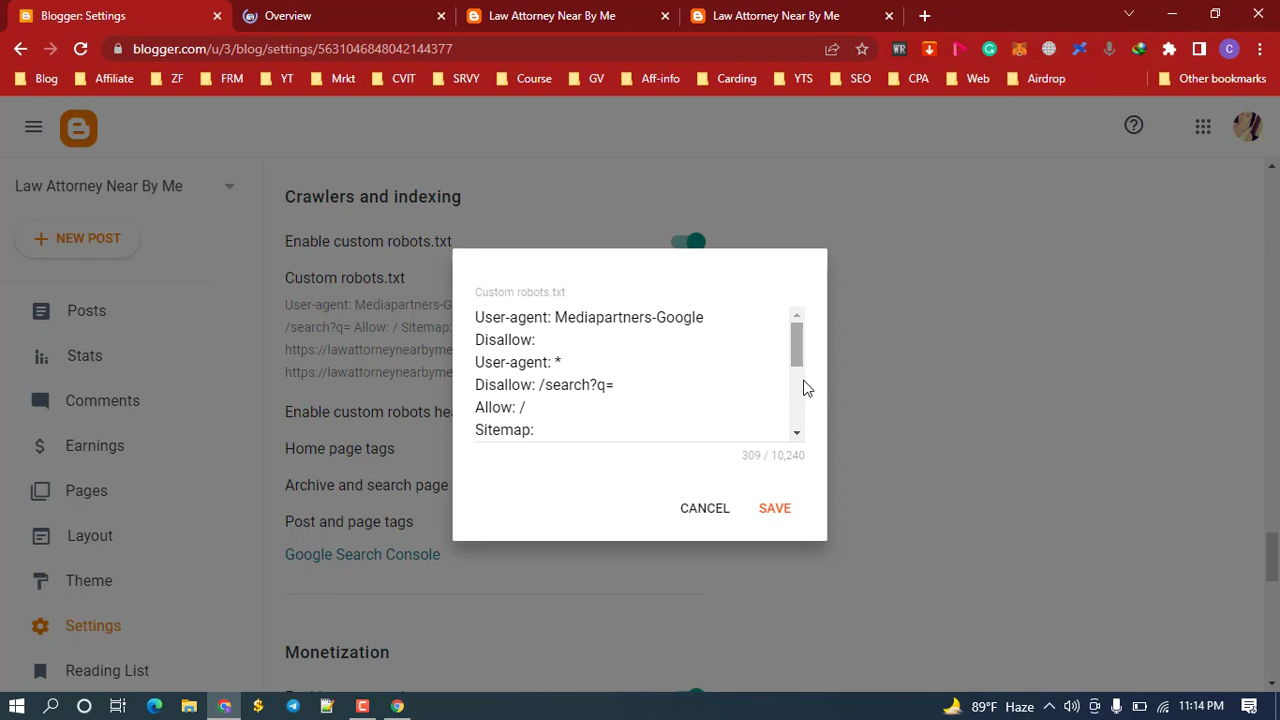 Blogger: Settings
Overview
Law Attorney Near By Me
Law Attorney Near By Me
blogger.com/u/3/blog/settings/5631046848042144377
WR
C
Blog
Affiliate
ZF
FRM
YT
Mrkt
CVIT
SRVY
Course
GV
Aff-info
Carding
YTS
SEO
CPA
Web
Airdrop
Other bookmarks
Law Attorney Near By Me
NEW POST
Posts
Stats
Comments
Earnings
Pages
Layout
Theme
Settings
Reading List
Crawlers and indexing
Enable custom robots.txt
Custom robots.txt
User-agent: Mediapartners-G
/search?q= Allow: / Sitemap:
https://lawattorneynearbyme
https://lawattorneynearbyme
Enable custom robots hea
Home page tags
Archive and search page
Post and page tags
Google Search Console
Monetization
Custom robots.txt
User-agent: Mediapartners-Google
Disallow:
User-agent: *
Disallow: /search?q=
Allow: /
Sitemap:
309 / 10,240
CANCEL
SAVE
89°F Haze
11:14 PM